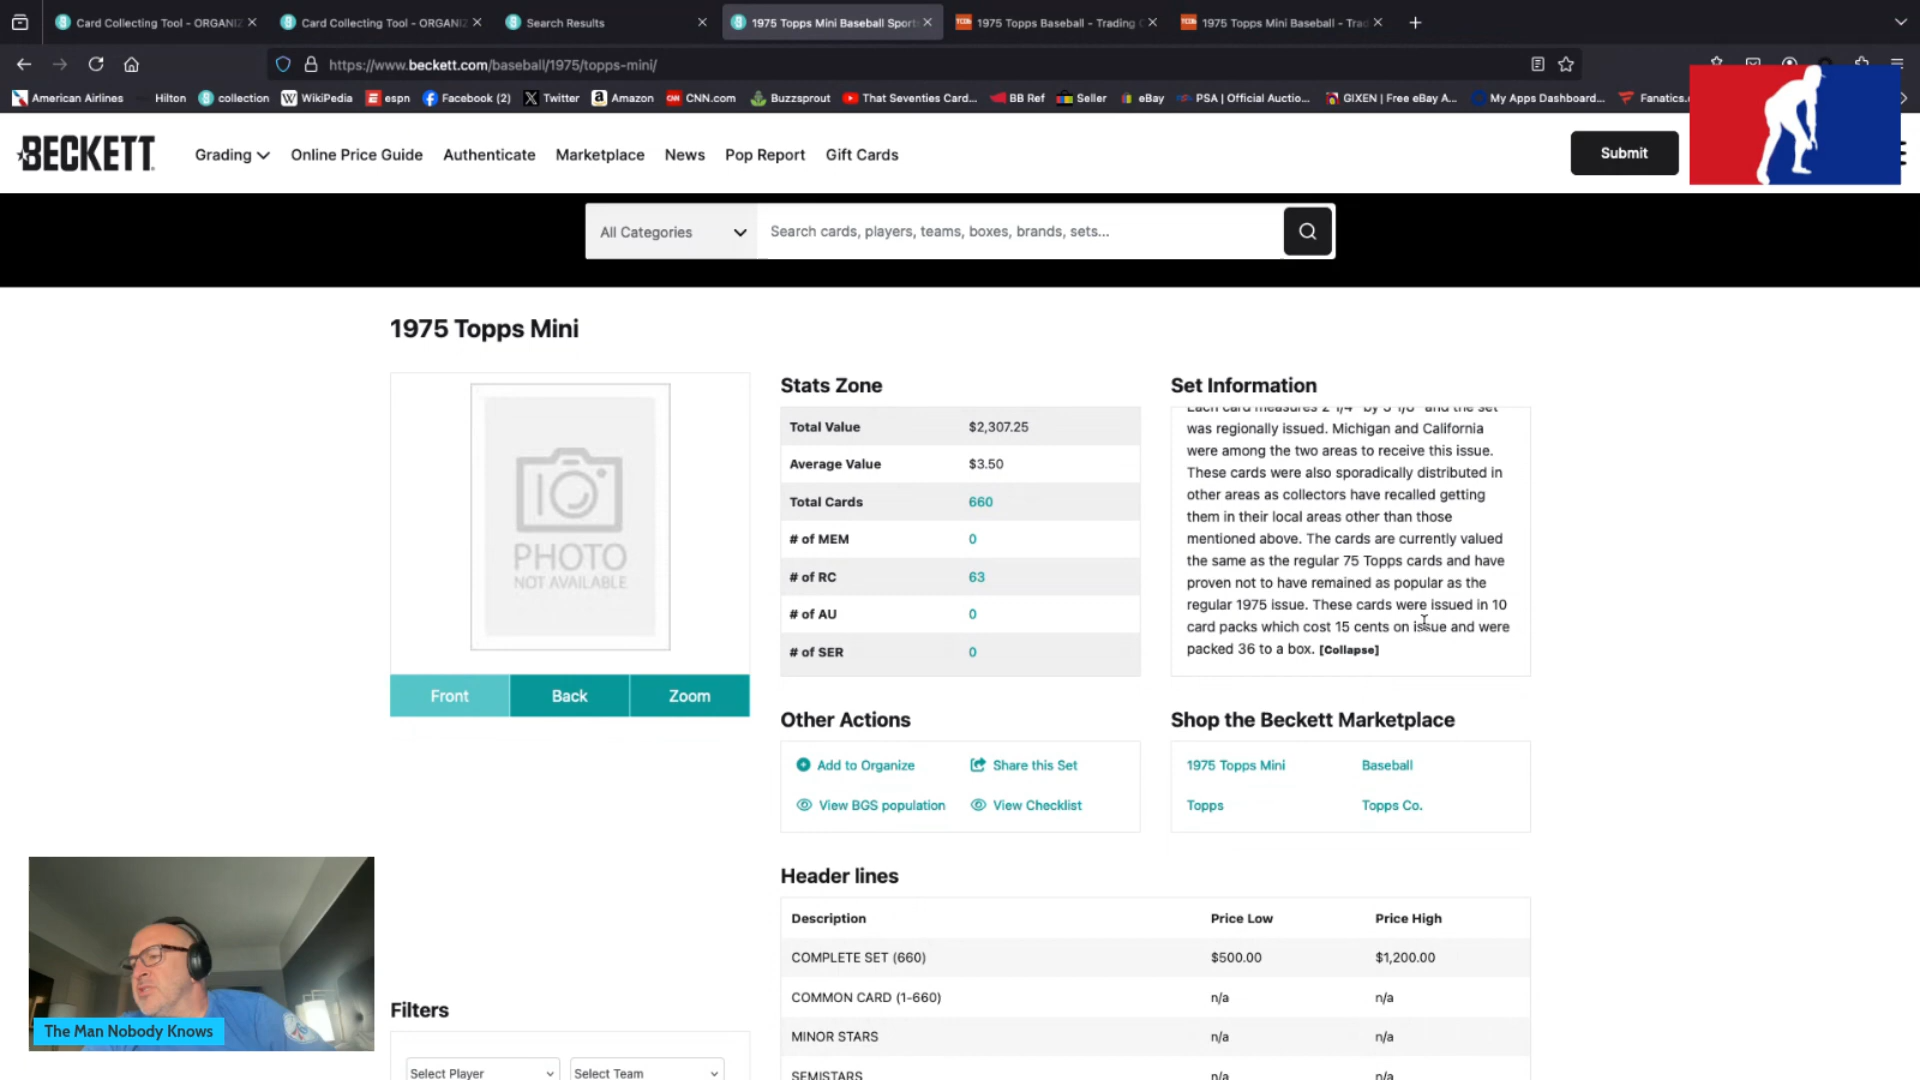 Card Collecting Tool - ORGANIZ
Card Collecting Tool - ORGANIZ
Search Results
1975 Topps Mini Baseball Sport
1975 Topps Baseball - Trading C
1975 Topps Mini Baseball - Trad
https://www.beckett.com/baseball/1975/topps-mini/
American Airlines
Hilton
collection
WikiPedia
espn
Facebook (2)
Twitter
Amazon
CNN.com
Buzzsprout
That Seventies Card...
BB Ref
Seller
eBay
PSA | Official Auctio...
GIXEN | Free eBay A...
My Apps Dashboard...
Fanatics.
BECKETT
Grading
Online Price Guide
Authenticate
Marketplace
News
Pop Report
Gift Cards
Submit
All Categories
Search cards, players, teams, boxes, brands, sets...
1975 Topps Mini
PHOTO
NOT AVAILABLE
Front
Back
Zoom
Stats Zone
Total Value $2,307.25
Average Value $3.50
Total Cards 660
# of MEM 0
# of RC 63
# of AU 0
# of SER 0
Set Information
Each card measures 2 1/4" by 3 1/8" and the set
was regionally issued. Michigan and California
were among the two areas to receive this issue.
These cards were also sporadically distributed in
other areas as collectors have recalled getting
them in their local areas other than those
mentioned above. The cards are currently valued
the same as the regular 75 Topps cards and have
proven not to have remained as popular as the
regular 1975 issue. These cards were issued in 10
card packs which cost 15 cents on issue and were
packed 36 to a box. [Collapse]
Other Actions
Add to Organize
Share this Set
View BGS population
View Checklist
Shop the Beckett Marketplace
1975 Topps Mini
Baseball
Topps
Topps Co.
Header lines
Description Price Low Price High
COMPLETE SET (660) $500.00 $1,200.00
COMMON CARD (1-660) n/a n/a
MINOR STARS n/a n/a
SEMISTARS n/a n/a
Filters
Select Player
Select Team
The Man Nobody Knows